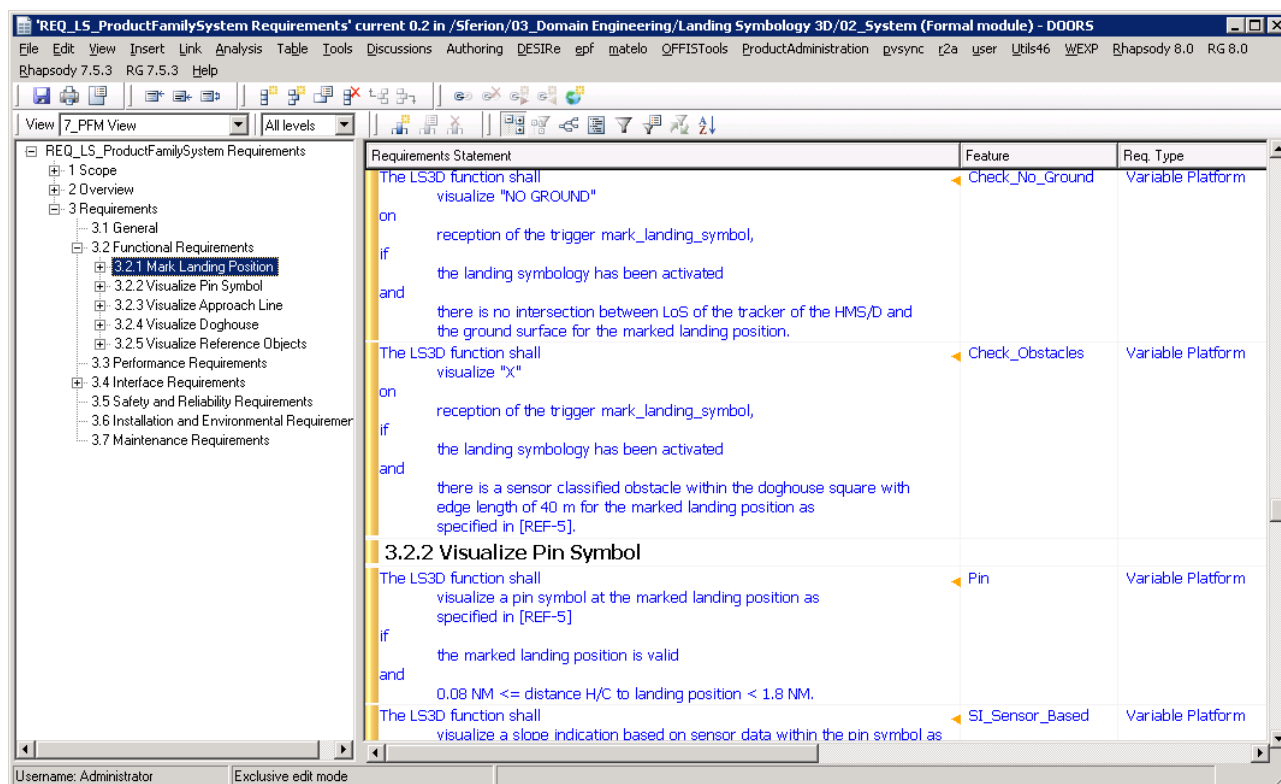 'REQ_LS_ProductFamilySystem Requirements' current 0.2 in /Sferion/03_Domain Engineering/Landing Symbology 3D/02_System (Formal module) - DOORS
File Edit View Insert Link Analysis Table Tools Discussions Authoring DESIRe epf matelo OFFISTools ProductAdministration pvsync r2a user Utils46 WEXP Rhapsody 8.0 RG 8.0
Rhapsody 7.5.3 RG 7.5.3 Help
View 7_PFM View All levels
REQ_LS_ProductFamilySystem Requirements
1 Scope
2 Overview
3 Requirements
3.1 General
3.2 Functional Requirements
3.2.1 Mark Landing Position
3.2.2 Visualize Pin Symbol
3.2.3 Visualize Approach Line
3.2.4 Visualize Doghouse
3.2.5 Visualize Reference Objects
3.3 Performance Requirements
3.4 Interface Requirements
3.5 Safety and Reliability Requirements
3.6 Installation and Environmental Requiremer
3.7 Maintenance Requirements
Requirements Statement Feature Req. Type
The LS3D function shall Check_No_Ground Variable Platform
visualize "NO GROUND"
on
reception of the trigger mark_landing_symbol,
if
the landing symbology has been activated
and
there is no intersection between LoS of the tracker of the HMS/D and
the ground surface for the marked landing position.
The LS3D function shall Check_Obstacles Variable Platform
visualize "X"
on
reception of the trigger mark_landing_symbol,
if
the landing symbology has been activated
and
there is a sensor classified obstacle within the doghouse square with
edge length of 40 m for the marked landing position as
specified in [REF-5].
3.2.2 Visualize Pin Symbol
The LS3D function shall Pin Variable Platform
visualize a pin symbol at the marked landing position as
specified in [REF-5]
if
the marked landing position is valid
and
0.08 NM <= distance H/C to landing position < 1.8 NM.
The LS3D function shall SI_Sensor_Based Variable Platform
visualize a slope indication based on sensor data within the pin symbol as
Username: Administrator Exclusive edit mode